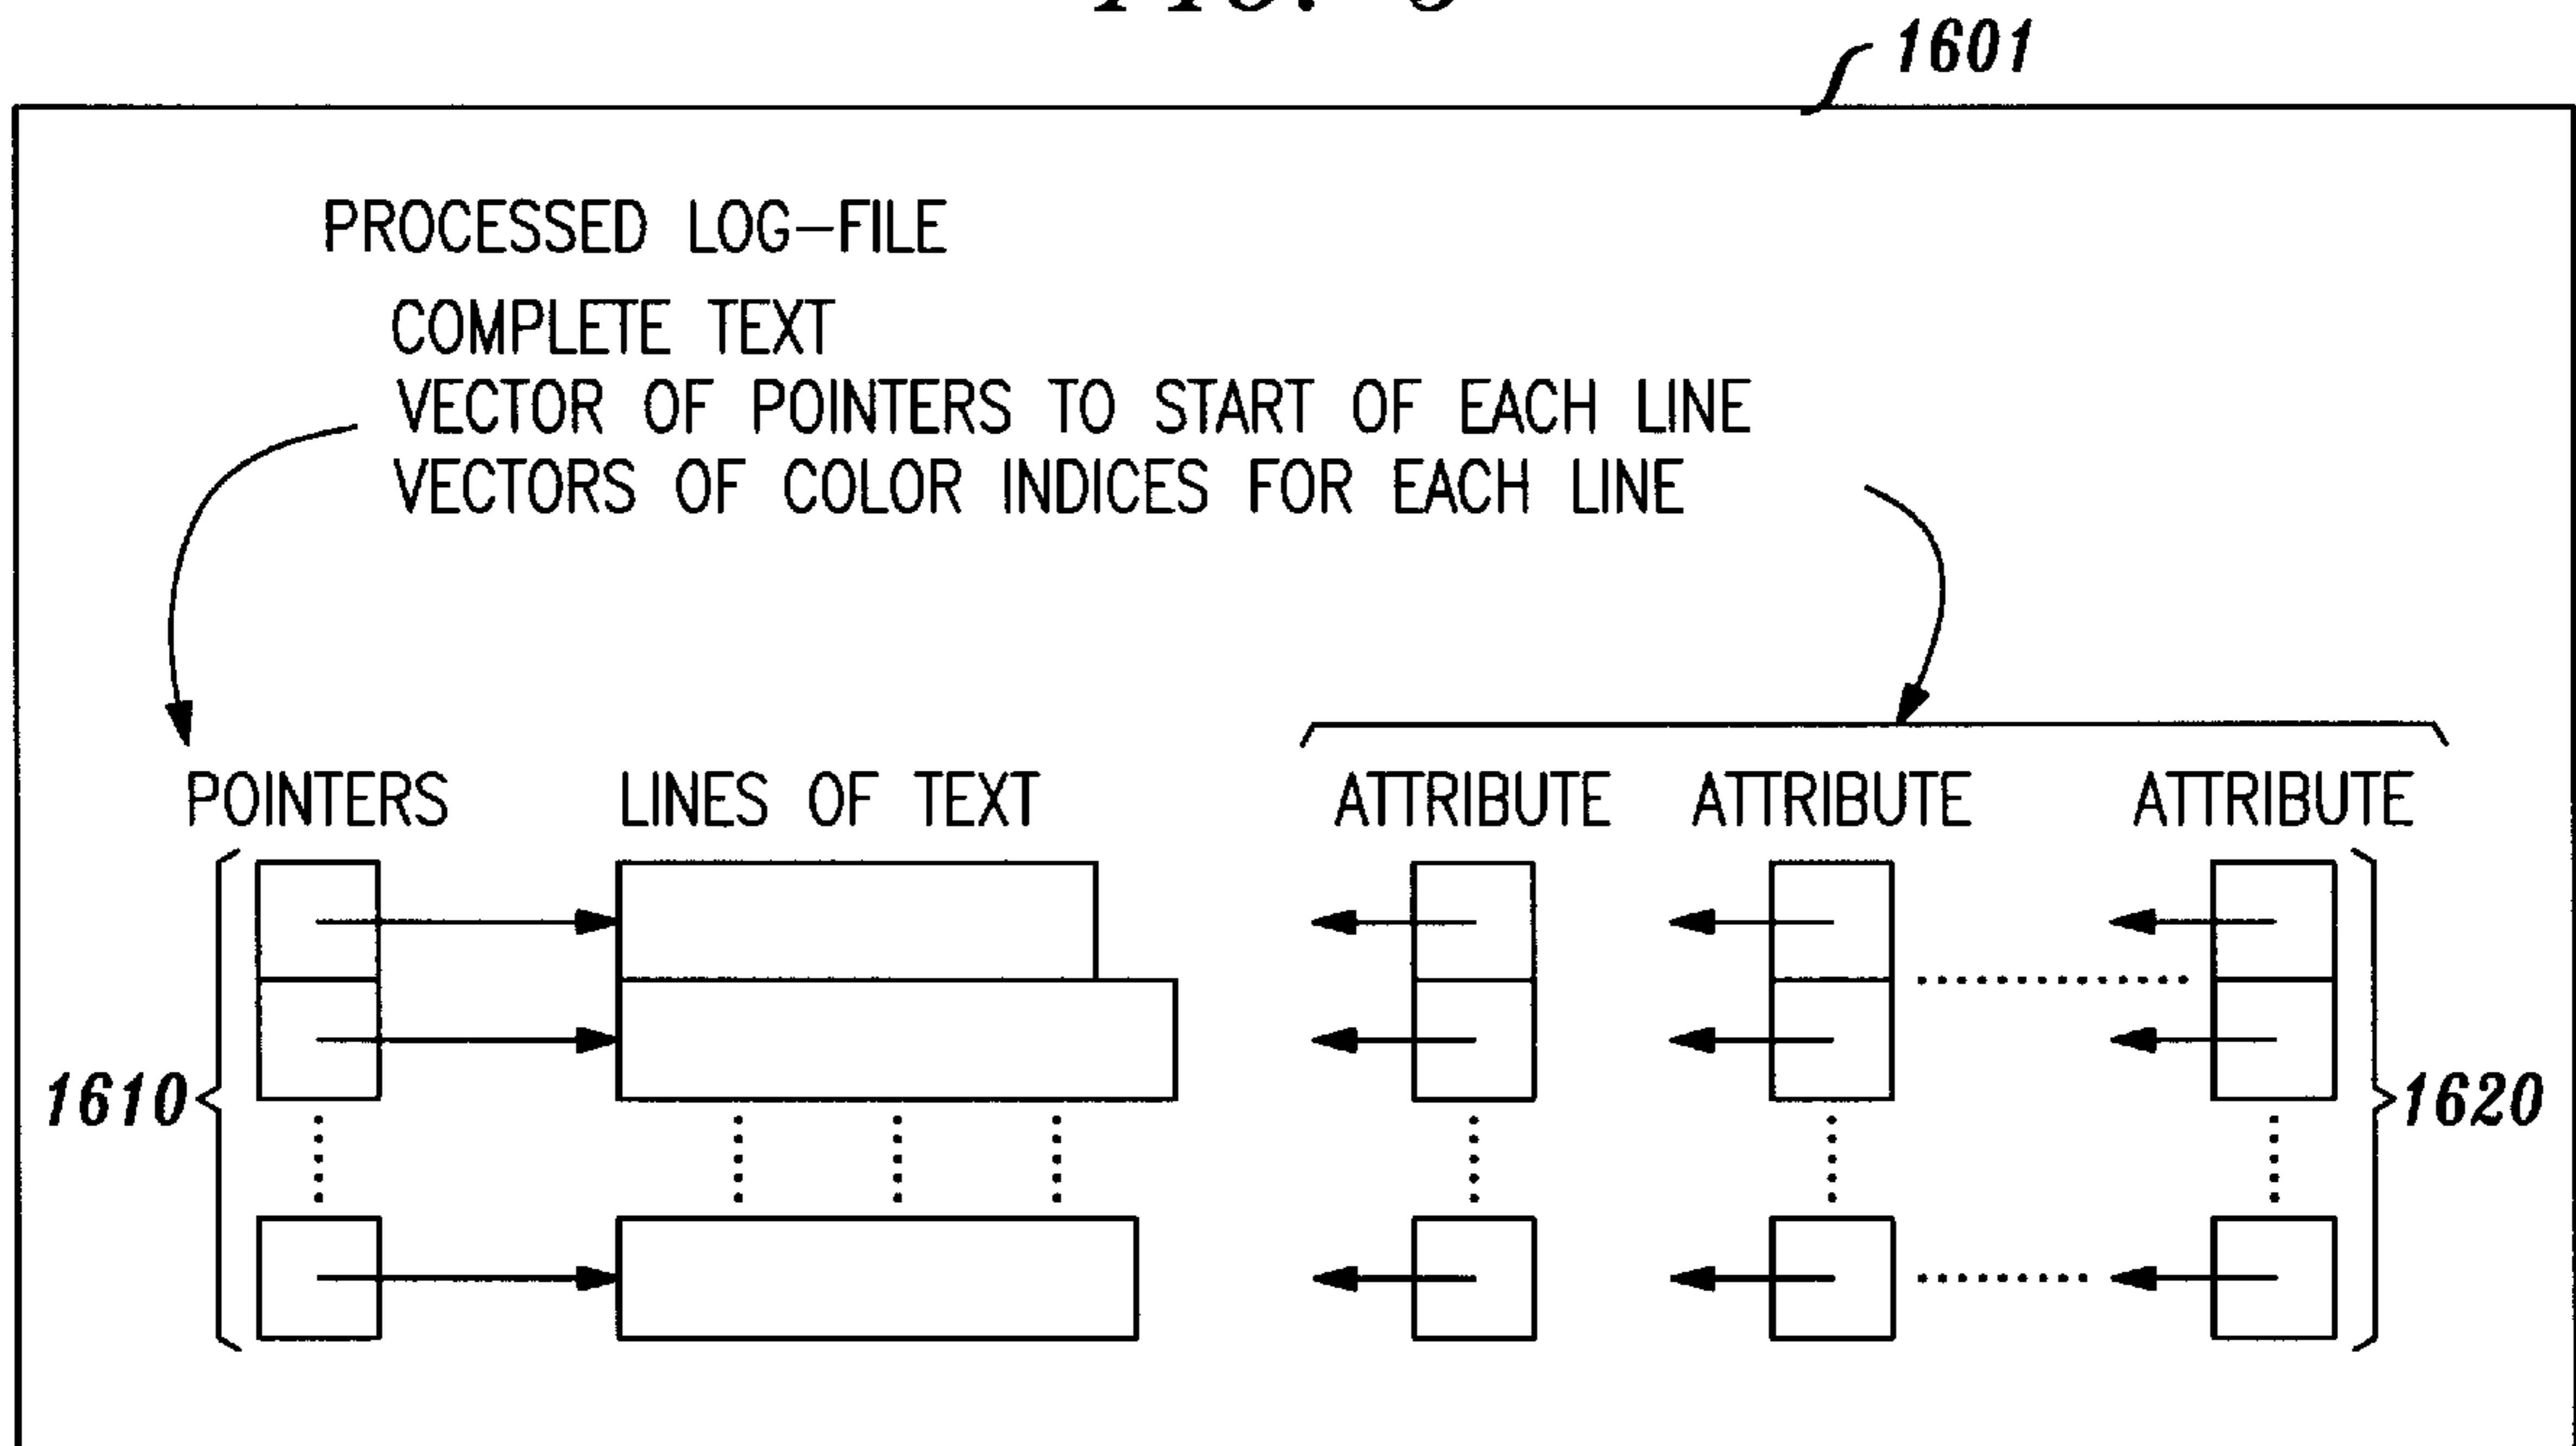 1601
PROCESSED LOG-FILE
COMPLETE TEXT
VECTOR OF POINTERS TO START OF EACH LINE
VECTORS OF COLOR INDICES FOR EACH LINE
POINTERS LINES OF TEXT ATTRIBUTE ATTRIBUTE ATTRIBUTE
1610
1620